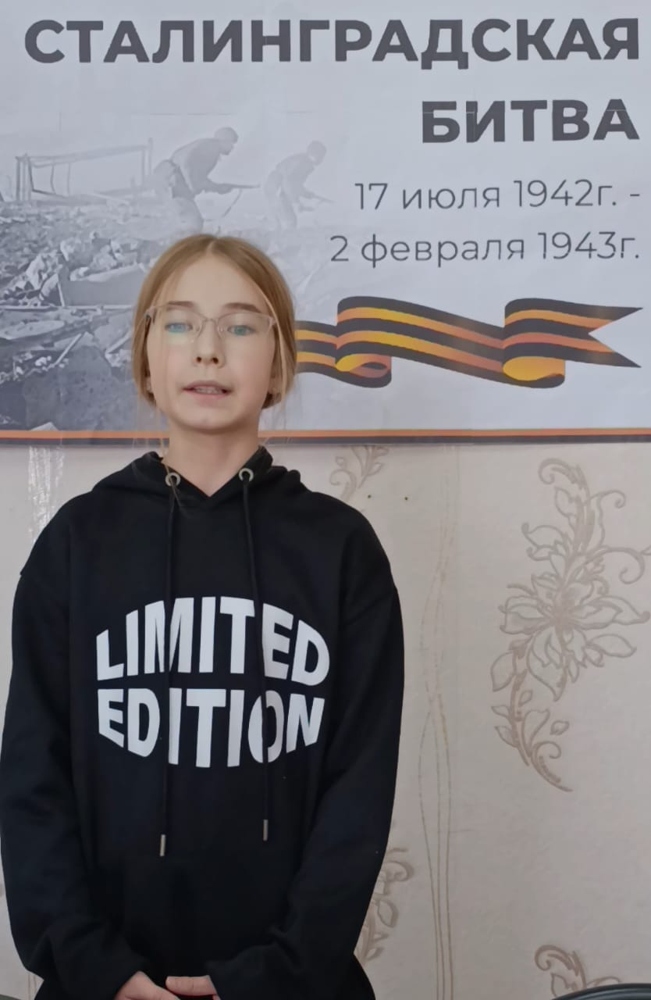 СТАЛИНГРАДСКАЯ
БИТВА
17 июля 1942г. -
2 февраля 1943г.
LIMITED
EDITION